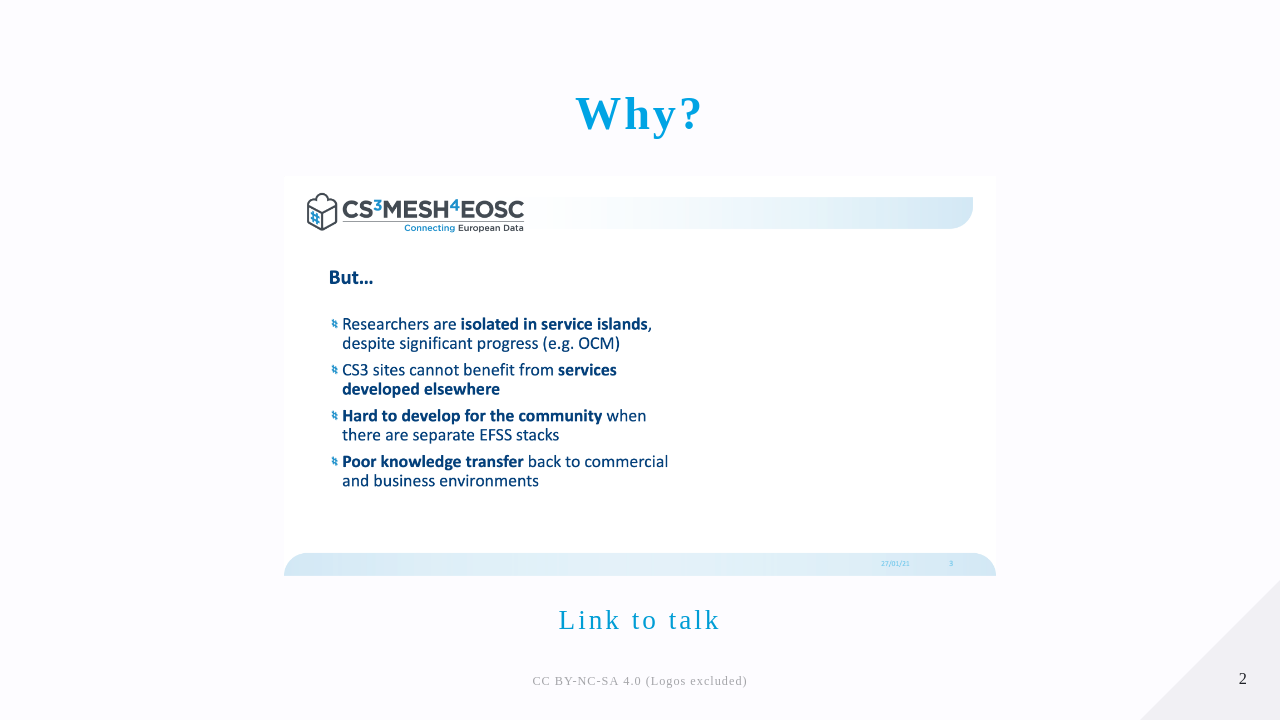 Why?
CS³MESH⁴EOSC
Connecting European Data
But...
Researchers are isolated in service islands,
despite significant progress (e.g. OCM)
CS3 sites cannot benefit from services
developed elsewhere
Hard to develop for the community when
there are separate EFSS stacks
Poor knowledge transfer back to commercial
and business environments
27/01/21 3
Link to talk
CC BY-NC-SA 4.0 (Logos excluded)
2